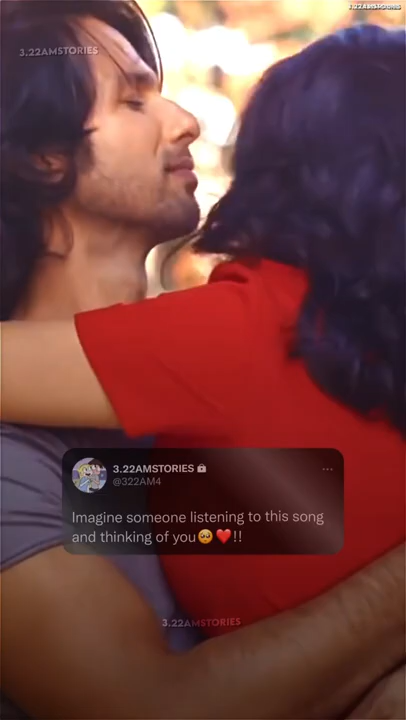 3.22AMSTORIES
3.22AMSTORIES
3.22AMSTORIES
@322AM4
Imagine someone listening to this song
and thinking of you🥺❤️!!
3.22AMSTORIES